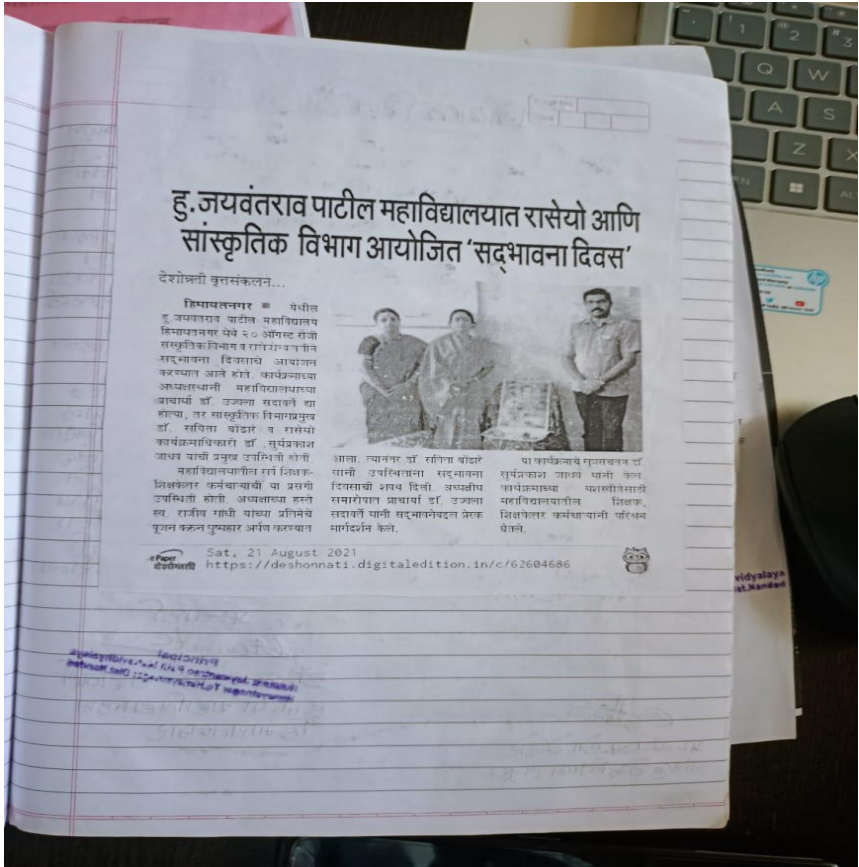 हु.जयवंतराव पाटील महाविद्यालयात रासेयो आणि
सांस्कृतिक विभाग आयोजित ‘सद्‌भावना दिवस’
देशोन्नती वृत्तसंकलन...
हिमायतनगर येथील
हु.जयवंतराव पाटील महाविद्यालय
हिमायतनगर येथे २० ऑगस्ट रोजी
संस्कृतिक विभाग व
सद्‌भावना दिवसाचे आयोजन
करण्यात आले होते. कार्यक्रमाच्या
अध्यक्षस्थानी महाविद्यालयाच्या
प्राचार्या डॉ. उज्वला सदावर्ते ह्या
होत्या, तर सांस्कृतिक विभागप्रमुख
डॉ. सविता बोंढारे व रासेयो
कार्यक्रमाधिकारी डॉ .सुर्यप्रकाश
जाधव यांची प्रमुख उपस्थिती होती.
महाविद्यालयातील सर्व शिक्षक-
शिक्षकेत्तर कर्मचाऱ्यांची या प्रसगी
उपस्थिती होती. अध्यक्षाच्या हस्ते
स्व. राजीव गांधी यांच्या प्रतिमेचे
पूजन करून पुष्पहार अर्पण करण्यात
आला. त्यानंतर डॉ सविता बोंढारे
यांनी उपस्थितांना सद्‌भावना
दिवसाची शपथ दिली. अध्यक्षीय
समारोपात प्राचार्या डॉ. उज्वला
सदावर्ते यांनी सद्‌भावनेबद्दल प्रेरक
मार्गदर्शन केले.
या कार्यक्रमाचे सुत्रसंचलन डॉ
सुर्यप्रकाश जाधव यांनी केल.
कार्यक्रमाच्या यशस्वीतेसाठी
महाविद्यालयातील शिक्षक,
शिक्षकेत्तर कर्मचाऱ्यांनी परिश्रम
घेतले.
ePaper
देशोन्नती
Sat, 21 August 2021
https://deshonnati.digitaledition.in/c/62604686
vidyalaya
ist.Nanded
Principal
hp
Q
W
A
S
Z
X